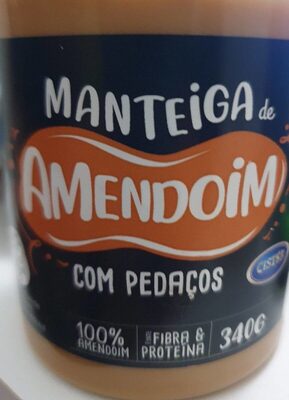 MANTEIGA de
AMENDOIM
COM PEDAÇOS
100%
AMENDOIM
FIBRA &
PROTEÍNA
340G